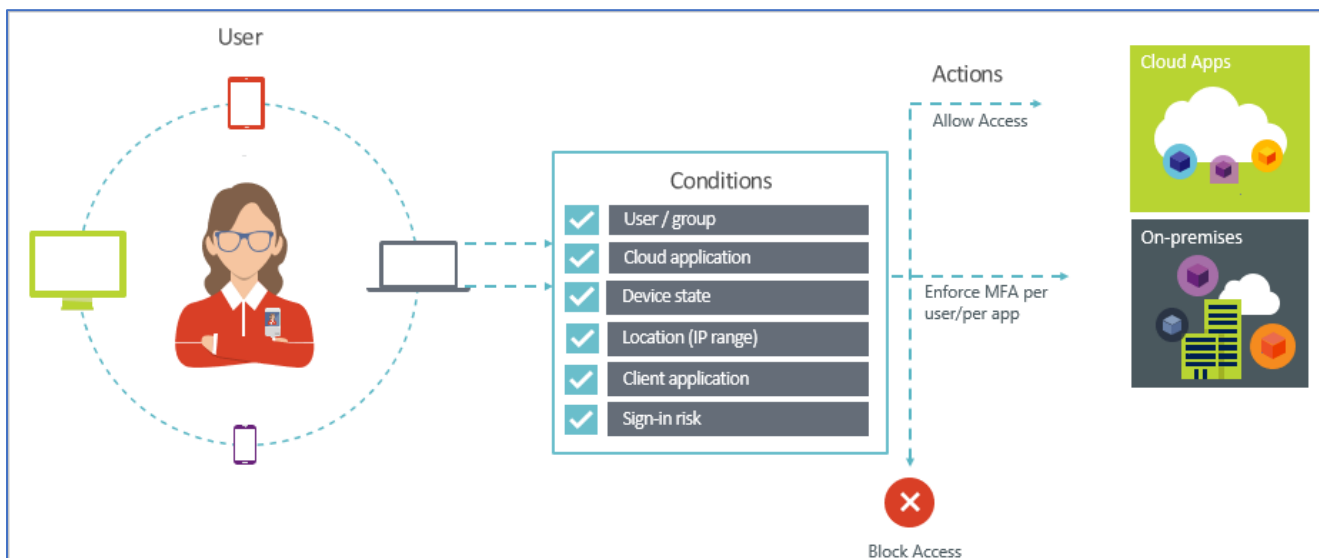 User
Conditions
User / group
Cloud application
Device state
Location (IP range)
Client application
Sign-in risk
Actions
Allow Access
Enforce MFA per
user/per app
Block Access
Cloud Apps
On-premises